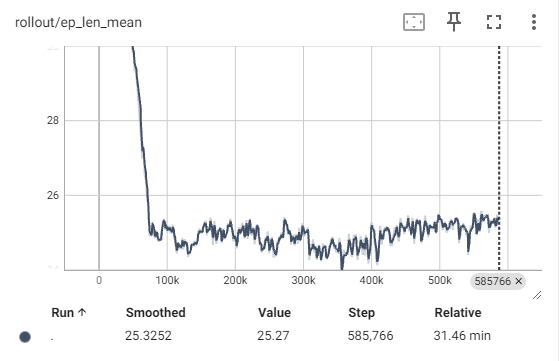 rollout/ep_len_mean
28
26
0 100k 200k 300k 400k 500k 585766 ×
Run ↑ Smoothed Value Step Relative
. 25.3252 25.27 585,766 31.46 min